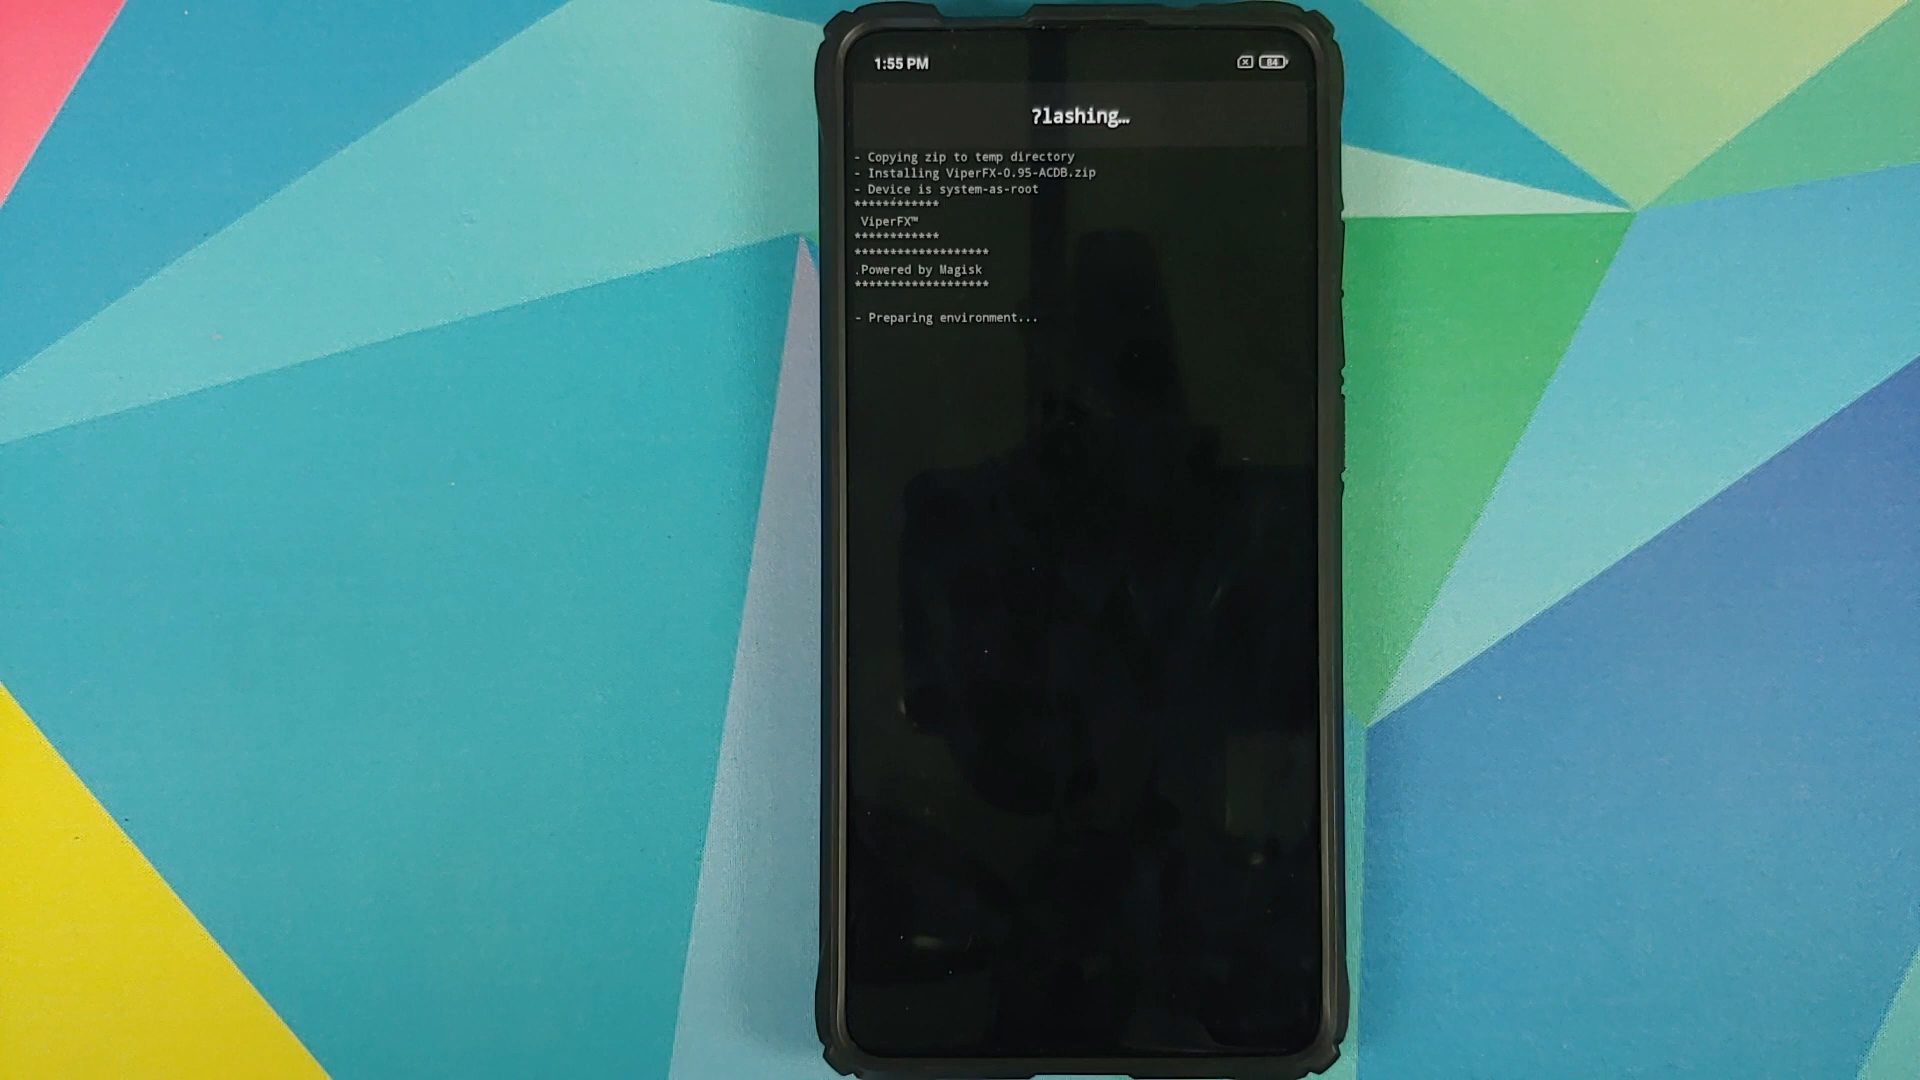 1:55 PM
84
?lashing…
- Copying zip to temp directory
- Installing ViperFX-0.95-ACDB.zip
- Device is system-as-root
************
ViperFX™
************
*******************
.Powered by Magisk
*******************
- Preparing environment...